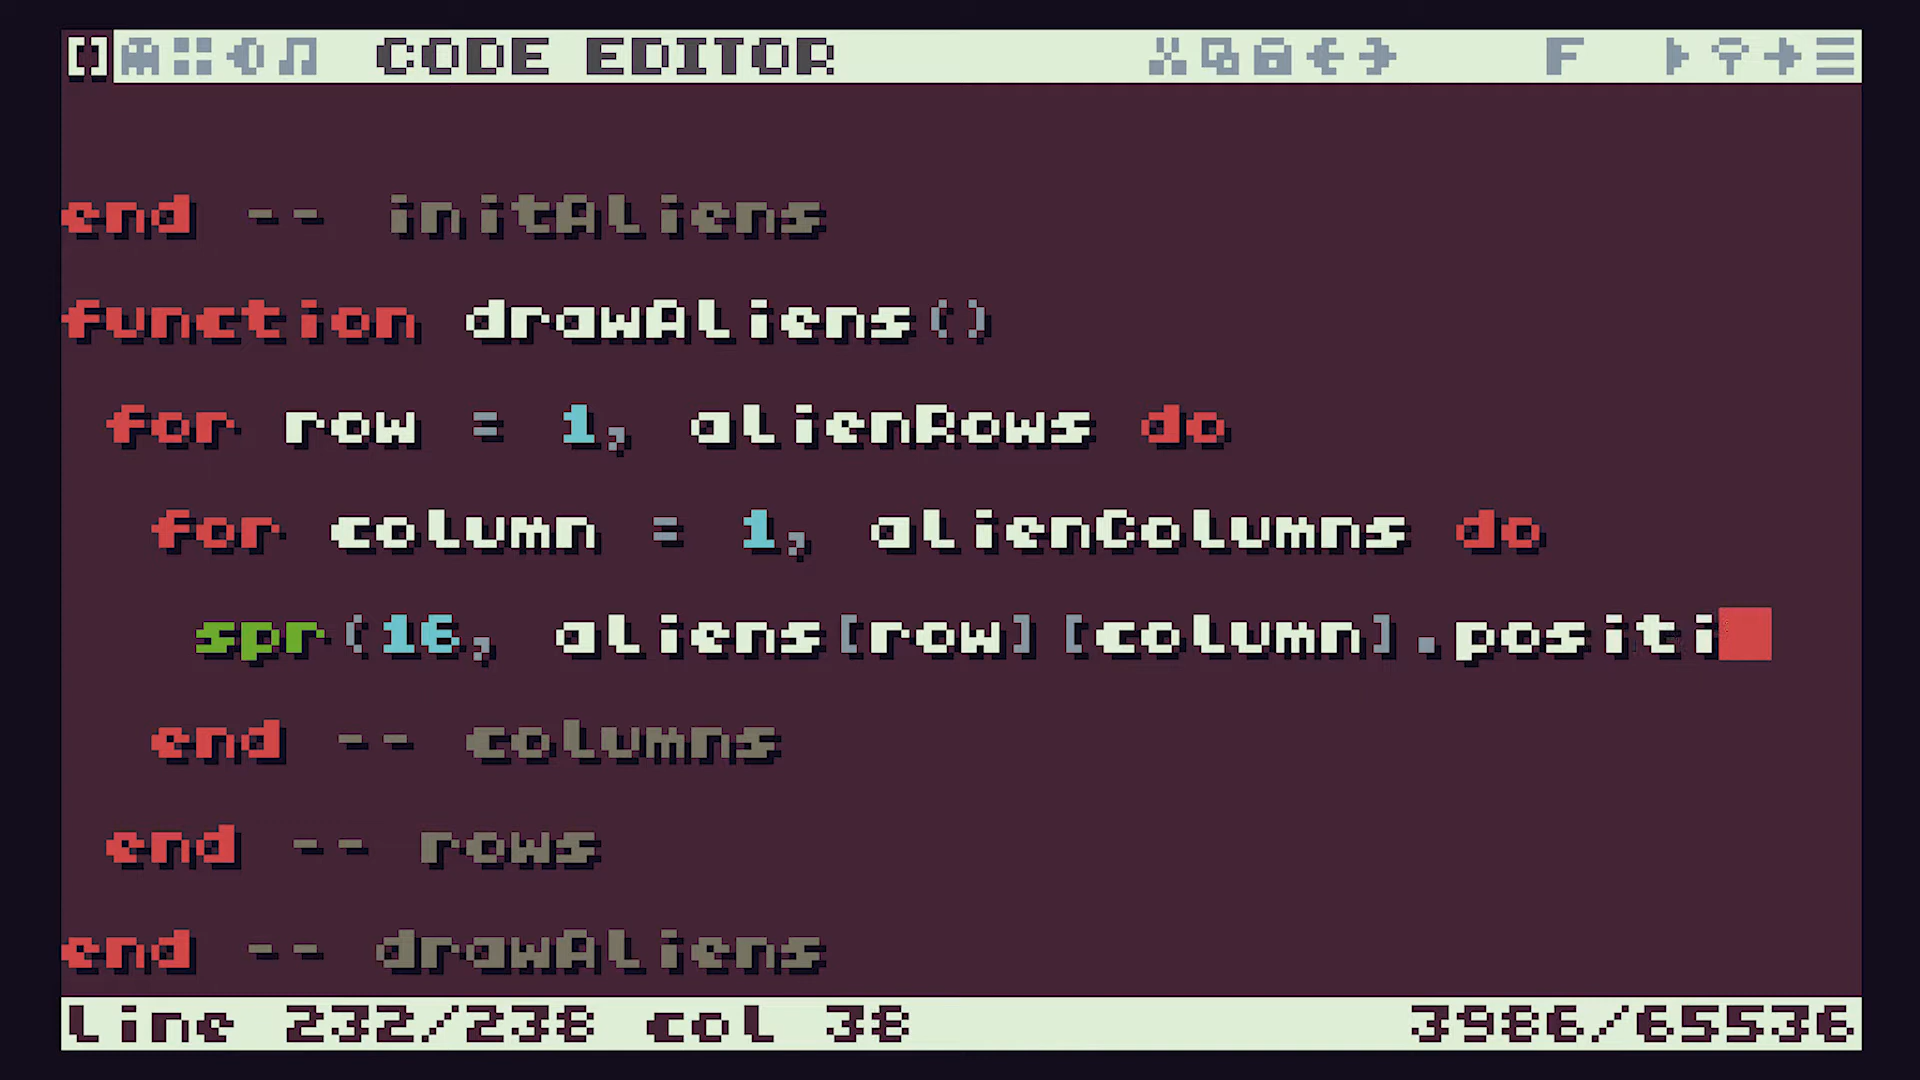 CODE EDITOR F
end -- initAliens
function drawAliens()
for row = 1, alienRows do
for column = 1, alienColumns do
spr(16, aliens[row][column].positi
end -- columns
end -- rows
end -- drawAliens
line 232/238 col 38 3986/65536